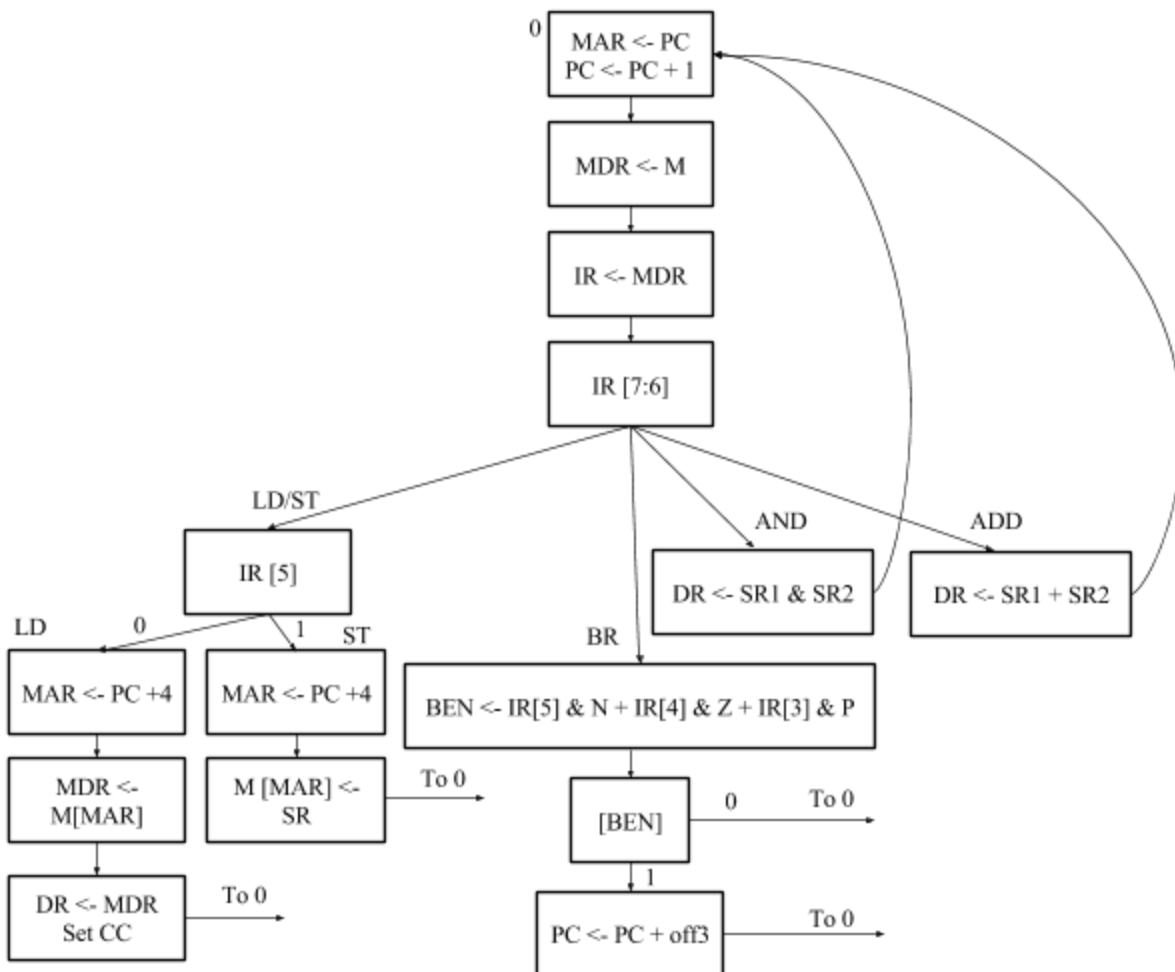 0
MAR <- PC
PC <- PC + 1
MDR <- M
IR <- MDR
IR [7:6]
LD/ST
AND
ADD
IR [5]
DR <- SR1 & SR2
DR <- SR1 + SR2
LD
0
1
ST
BR
MAR <- PC +4
MAR <- PC +4
BEN <- IR[5] & N + IR[4] & Z + IR[3] & P
MDR <-
M[MAR]
M [MAR] <-
SR
To 0
[BEN]
0
To 0
1
DR <- MDR
Set CC
To 0
PC <- PC + off3
To 0